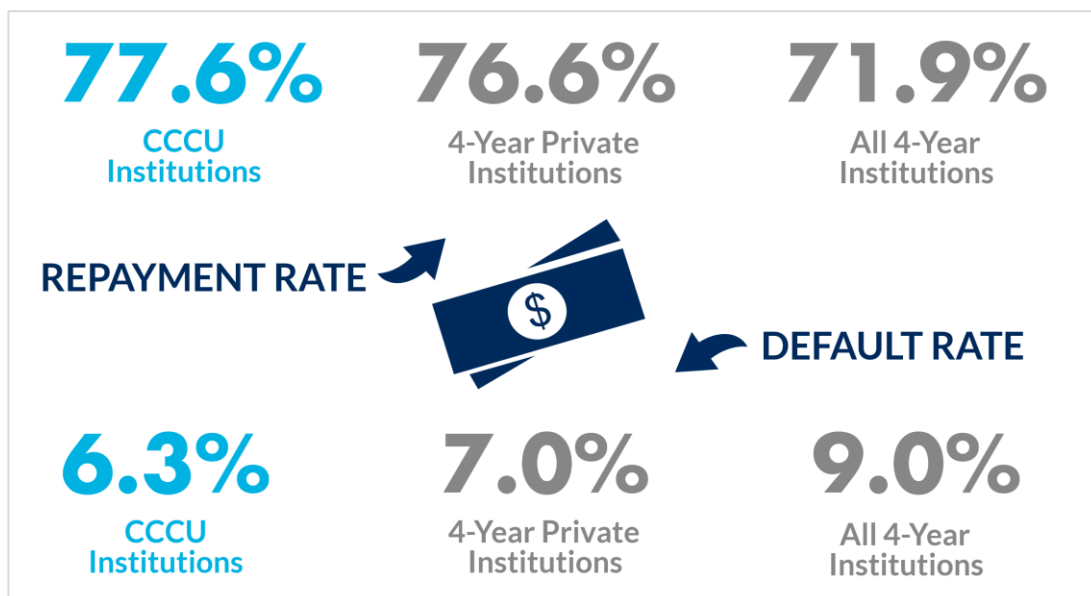 77.6%
CCCU
Institutions
76.6%
4-Year Private
Institutions
71.9%
All 4-Year
Institutions
REPAYMENT RATE
$
DEFAULT RATE
6.3%
CCCU
Institutions
7.0%
4-Year Private
Institutions
9.0%
All 4-Year
Institutions